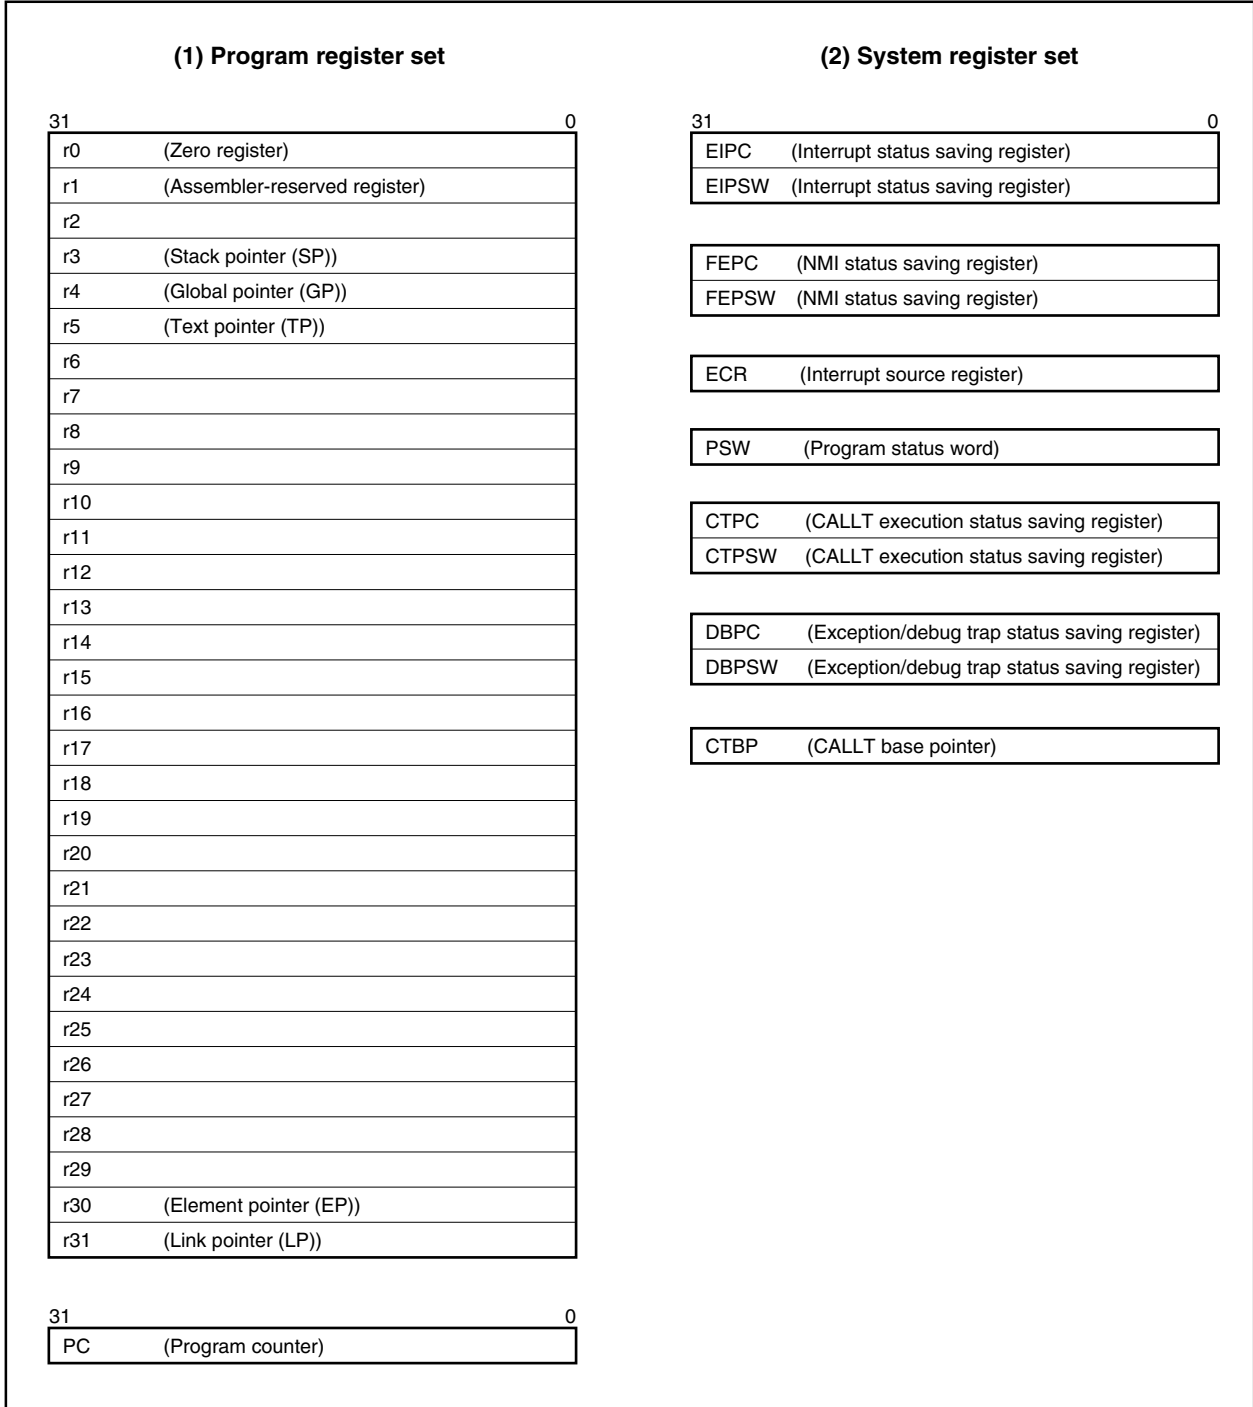 (1) Program register set
31 0
r0 (Zero register)
r1 (Assembler-reserved register)
r2
r3 (Stack pointer (SP))
r4 (Global pointer (GP))
r5 (Text pointer (TP))
r6
r7
r8
r9
r10
r11
r12
r13
r14
r15
r16
r17
r18
r19
r20
r21
r22
r23
r24
r25
r26
r27
r28
r29
r30 (Element pointer (EP))
r31 (Link pointer (LP))
31 0
PC (Program counter)
(2) System register set
31 0
EIPC (Interrupt status saving register)
EIPSW (Interrupt status saving register)
FEPC (NMI status saving register)
FEPSW (NMI status saving register)
ECR (Interrupt source register)
PSW (Program status word)
CTPC (CALLT execution status saving register)
CTPSW (CALLT execution status saving register)
DBPC (Exception/debug trap status saving register)
DBPSW (Exception/debug trap status saving register)
CTBP (CALLT base pointer)